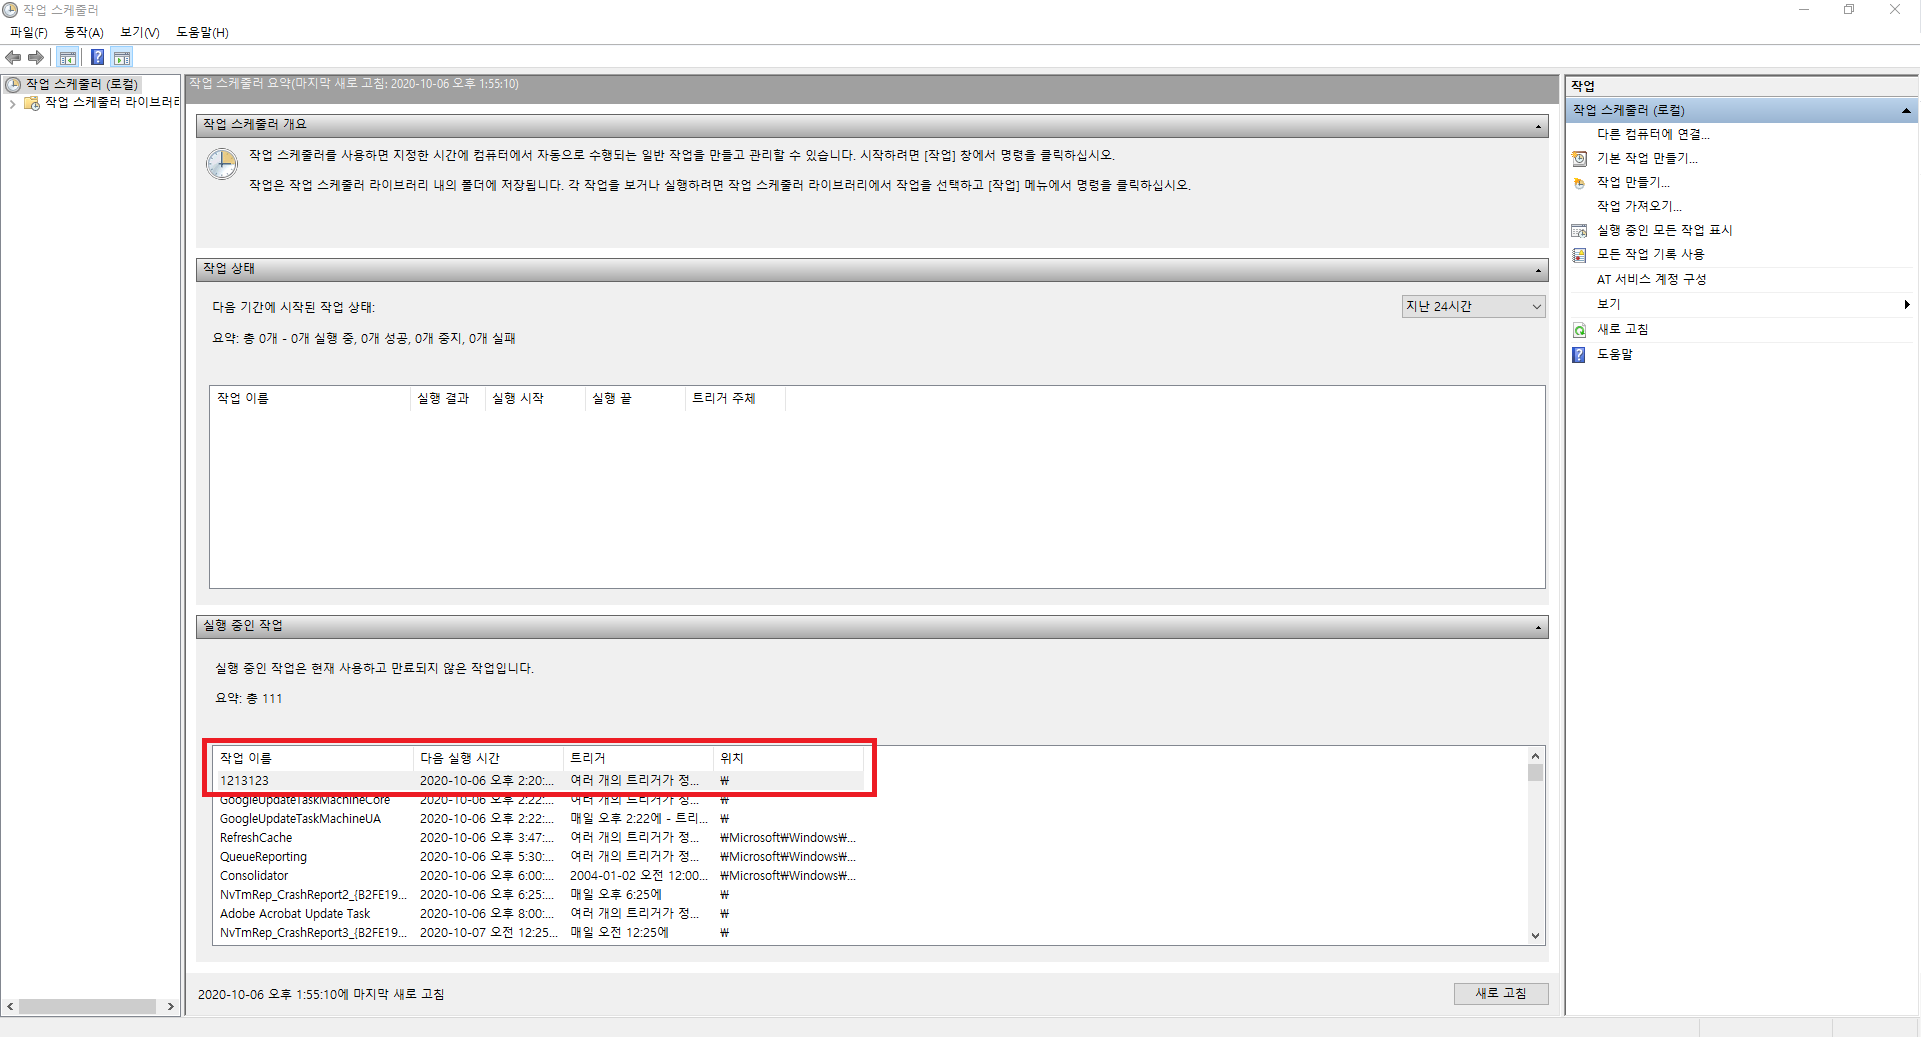 작업 스케줄러
파일(F) 동작(A) 보기(V) 도움말(H)
작업 스케줄러 (로컬)
작업 스케줄러 라이브러리
작업 스케줄러 요약(마지막 새로 고침: 2020-10-06 오후 1:55:10)
작업 스케줄러 개요
작업 스케줄러를 사용하면 지정한 시간에 컴퓨터에서 자동으로 수행되는 일반 작업을 만들고 관리할 수 있습니다. 시작하려면 [작업] 창에서 명령을 클릭하십시오.
작업은 작업 스케줄러 라이브러리 내의 폴더에 저장됩니다. 각 작업을 보거나 실행하려면 작업 스케줄러 라이브러리에서 작업을 선택하고 [작업] 메뉴에서 명령을 클릭하십시오.
작업 상태
다음 기간에 시작된 작업 상태:
지난 24시간
요약: 총 0개 - 0개 실행 중, 0개 성공, 0개 중지, 0개 실패
작업 이름 실행 결과 실행 시작 실행 끝 트리거 주체
실행 중인 작업
실행 중인 작업은 현재 사용하고 만료되지 않은 작업입니다.
요약: 총 111
작업 이름 다음 실행 시간 트리거 위치
1213123 2020-10-06 오후 2:20:... 여러 개의 트리거가 정... ₩
GoogleUpdateTaskMachineCore 2020-10-06 오후 2:22:... 여러 개의 트리거가 정... ₩
GoogleUpdateTaskMachineUA 2020-10-06 오후 2:22:... 매일 오후 2:22에 - 트리... ₩
RefreshCache 2020-10-06 오후 3:47:... 여러 개의 트리거가 정... ₩Microsoft₩Windows₩...
QueueReporting 2020-10-06 오후 5:30:... 여러 개의 트리거가 정... ₩Microsoft₩Windows₩...
Consolidator 2020-10-06 오후 6:00:... 2004-01-02 오전 12:00... ₩Microsoft₩Windows₩...
NvTmRep_CrashReport2_{B2FE19... 2020-10-06 오후 6:25:... 매일 오후 6:25에 ₩
Adobe Acrobat Update Task 2020-10-06 오후 8:00:... 여러 개의 트리거가 정... ₩
NvTmRep_CrashReport3_{B2FE19... 2020-10-07 오전 12:25... 매일 오전 12:25에 ₩
2020-10-06 오후 1:55:10에 마지막 새로 고침
새로 고침
작업
작업 스케줄러 (로컬)
다른 컴퓨터에 연결...
기본 작업 만들기...
작업 만들기...
작업 가져오기...
실행 중인 모든 작업 표시
모든 작업 기록 사용
AT 서비스 계정 구성
보기
새로 고침
도움말